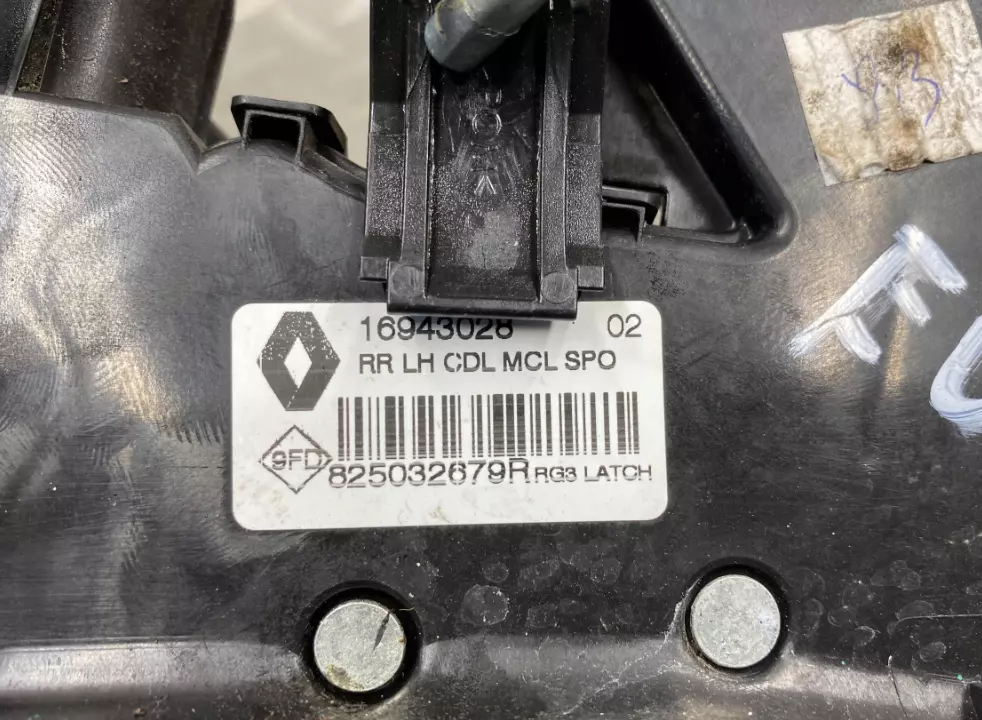 16943028 02
RR LH CDL MCL SPO
9FD
825032679R RG3 LATCH